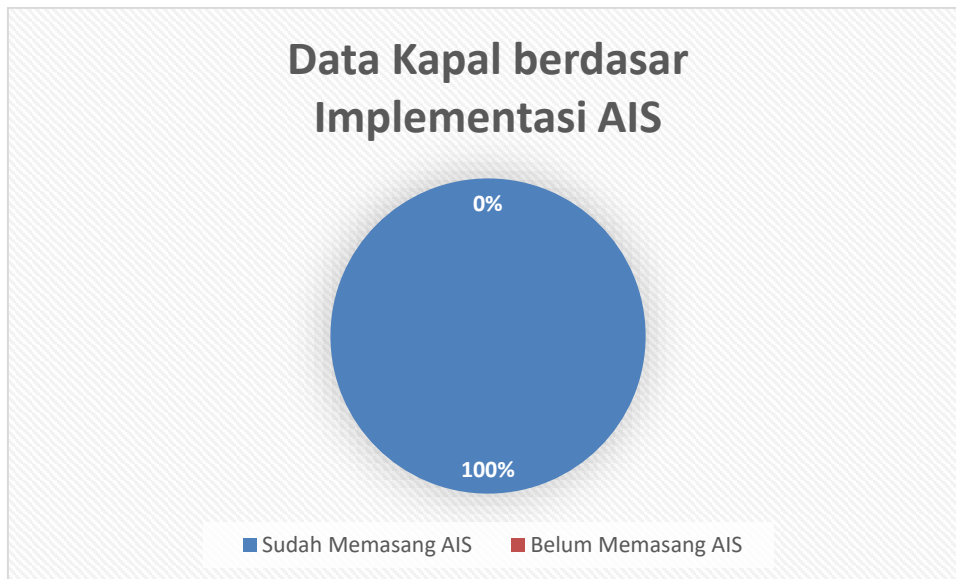 Data Kapal berdasar
Implementasi AIS
0%
100%
Sudah Memasang AIS
Belum Memasang AIS